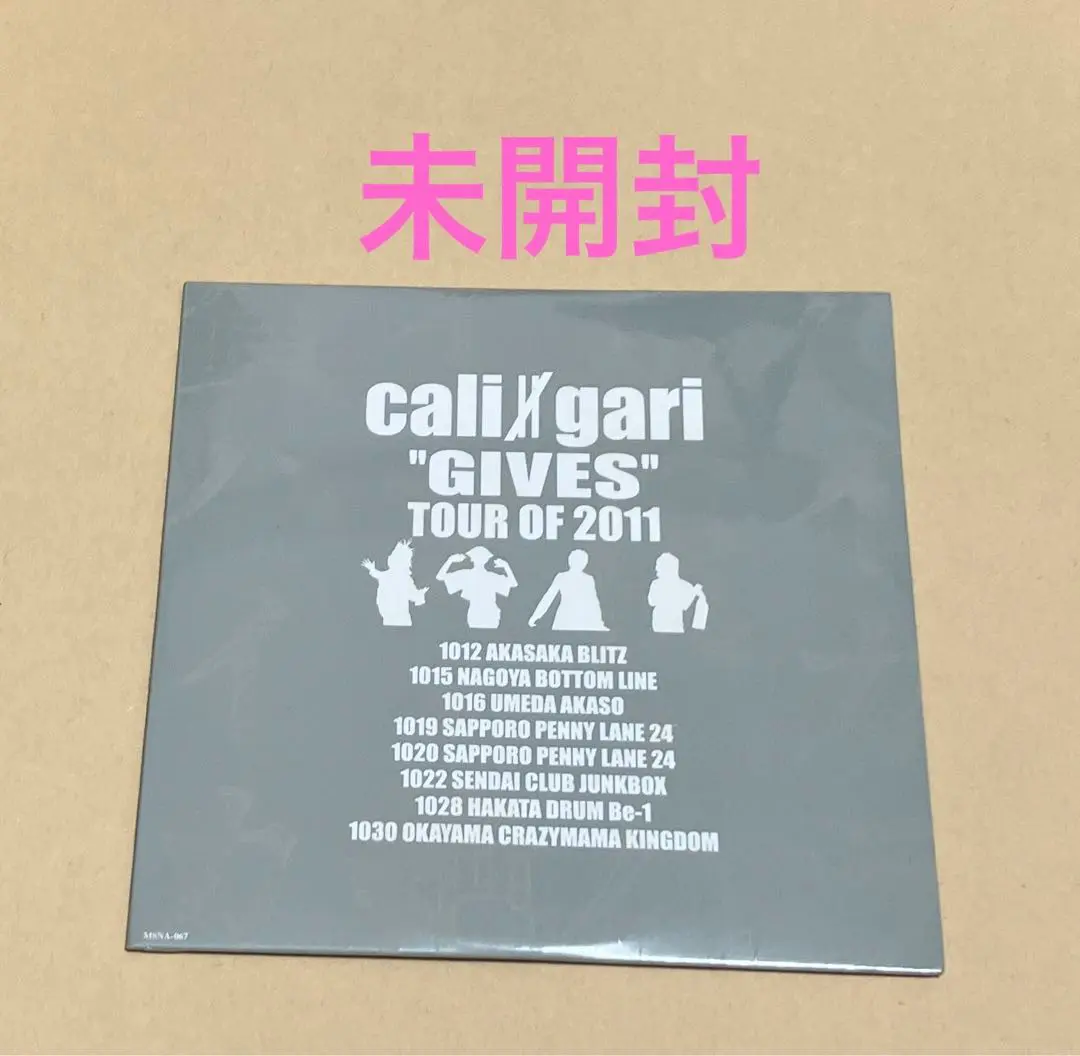 未開封
cali≠gari
"GIVES"
TOUR OF 2011
1012 AKASAKA BLITZ
1015 NAGOYA BOTTOM LINE
1016 UMEDA AKASO
1019 SAPPORO PENNY LANE 24
1020 SAPPORO PENNY LANE 24
1022 SENDAI CLUB JUNKBOX
1028 HAKATA DRUM Be-1
1030 OKAYAMA CRAZYMAMA KINGDOM
MSNA-067